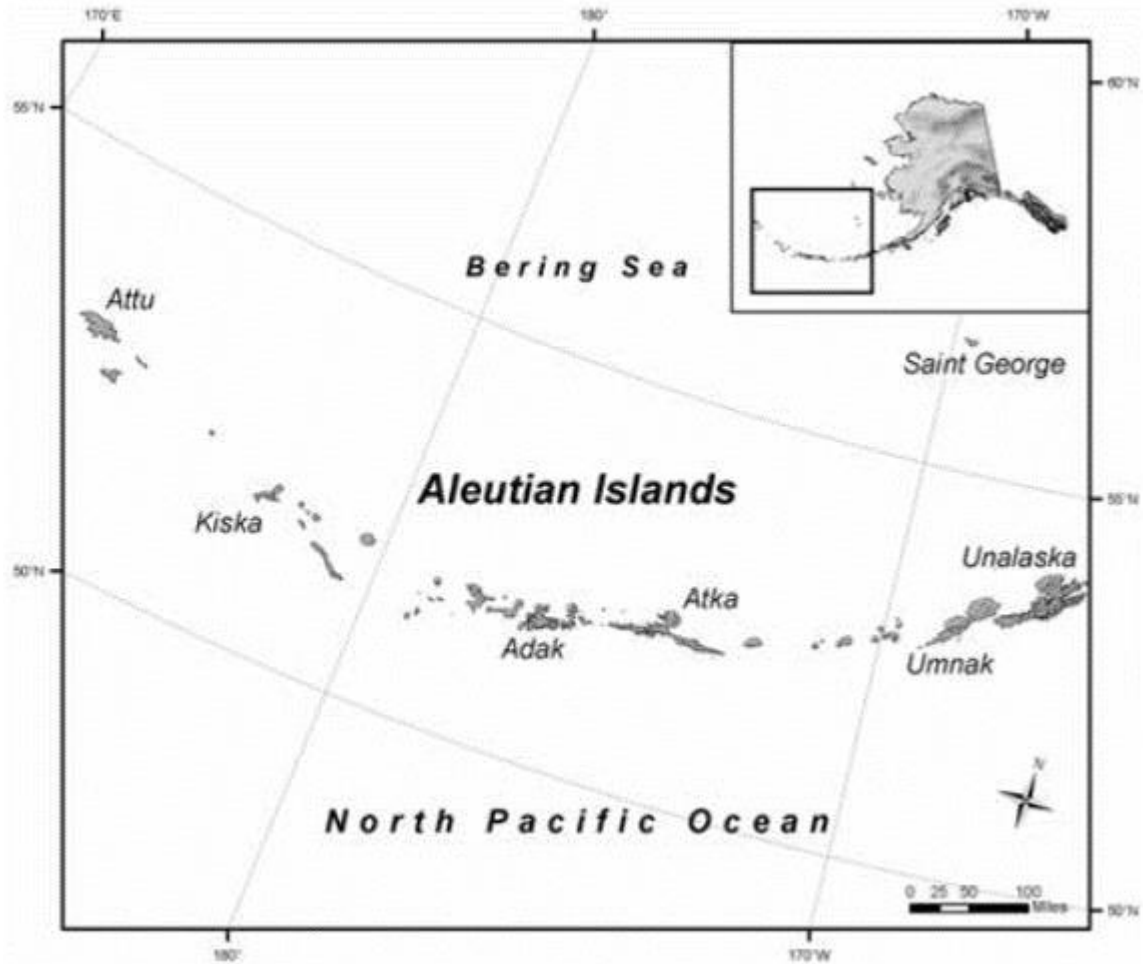 170°E 180° 170°W
60°N
55°N
Bering Sea
Attu
Saint George
Aleutian Islands
55°N
Kiska
Unalaska
50°N
Atka
Adak
Umnak
N
North Pacific Ocean
0 25 50 100
Miles
50°N
180° 170°W